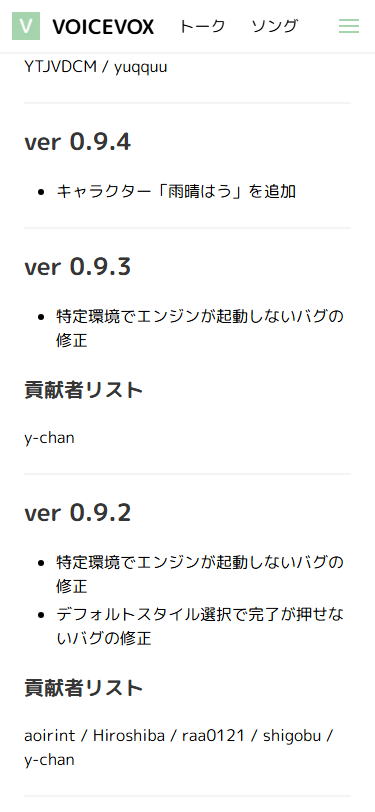 V VOICEVOX トーク ソング
YTJVDCM / yuqquu
ver 0.9.4
• キャラクター「雨晴はう」を追加
ver 0.9.3
• 特定環境でエンジンが起動しないバグの
修正
貢献者リスト
y-chan
ver 0.9.2
• 特定環境でエンジンが起動しないバグの
修正
• デフォルトスタイル選択で完了が押せな
いバグの修正
貢献者リスト
aoirint / Hiroshiba / raa0121 / shigobu /
y-chan